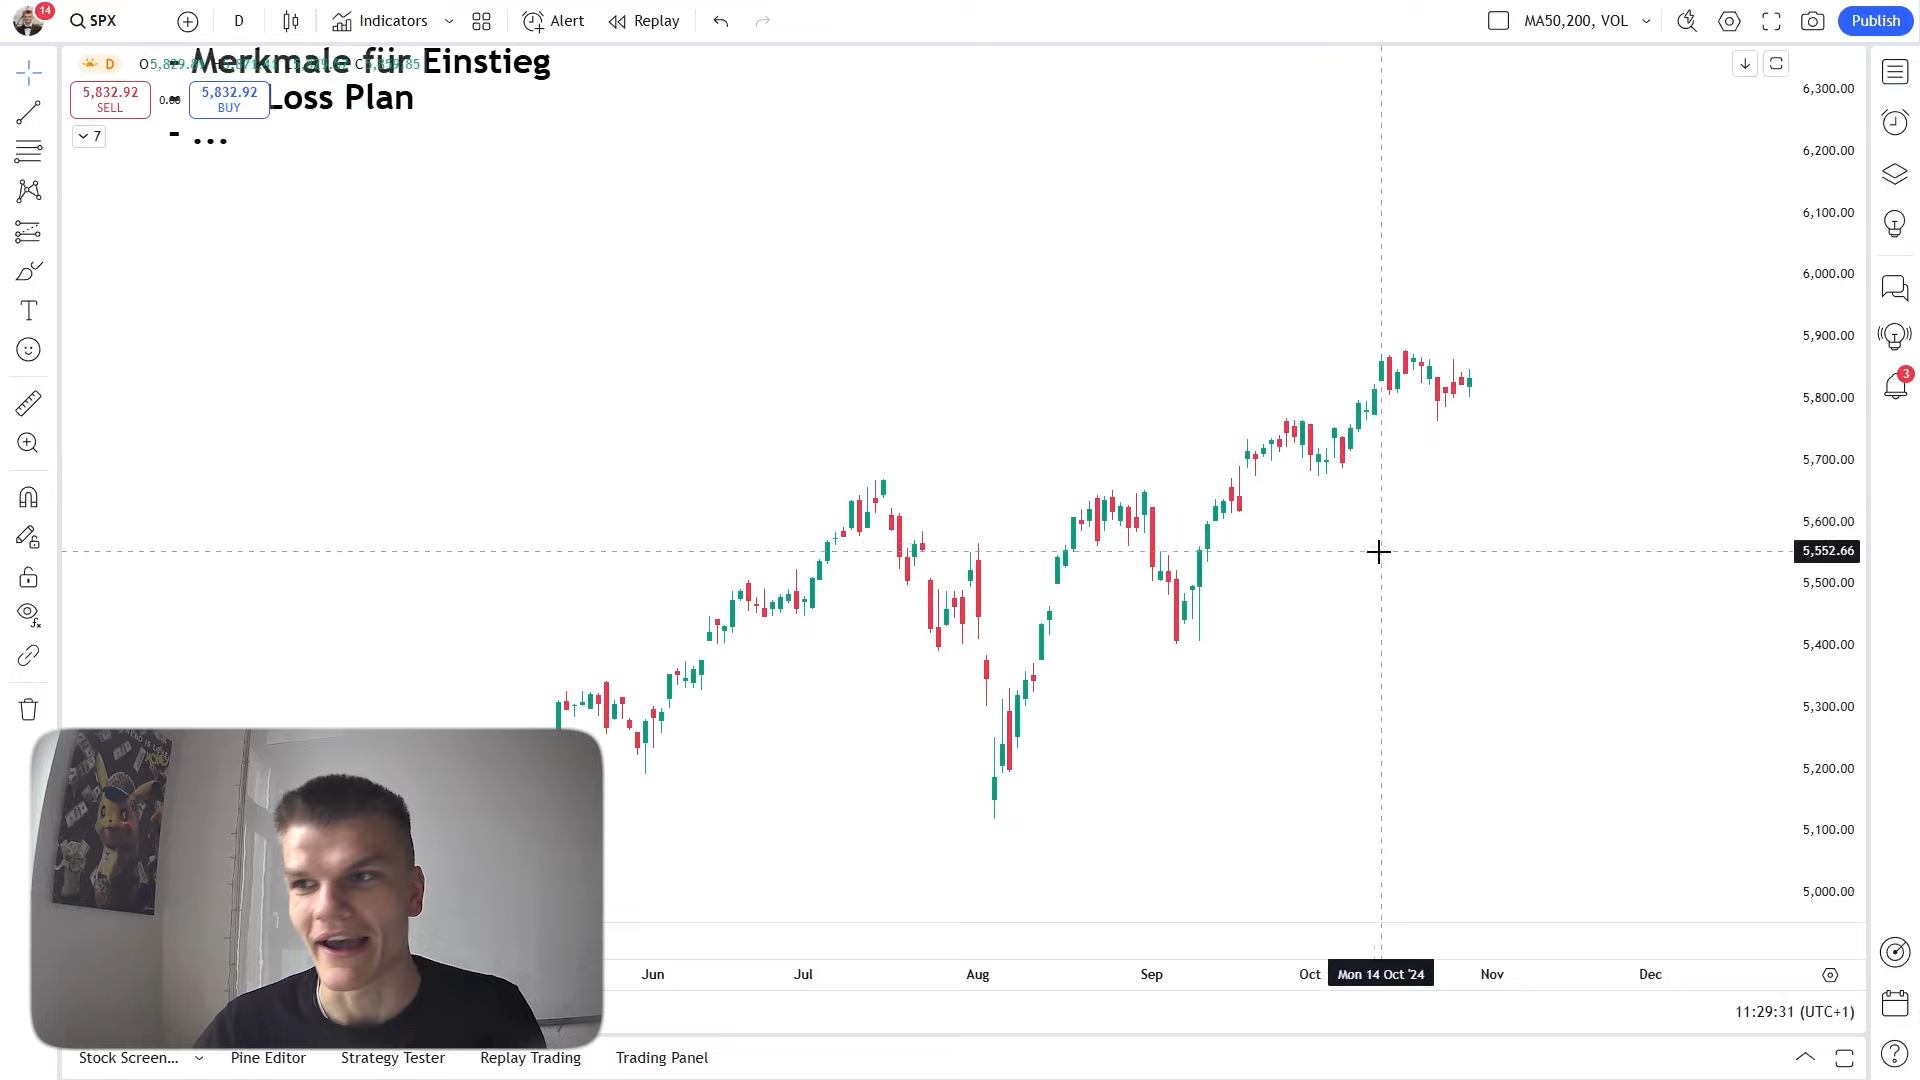 14
SPX
D
Indicators
Alert
Replay
MA50,200, VOL
Publish
- Merkmale für Einstieg
D
5,832.92
SELL
0.00
5,832.92
BUY
Loss Plan
7
- ...
6,300.00
6,200.00
6,100.00
6,000.00
5,900.00
5,800.00
5,700.00
5,600.00
5,552.66
5,500.00
5,400.00
5,300.00
5,200.00
5,100.00
5,000.00
3
Jun
Jul
Aug
Sep
Oct
Mon 14 Oct '24
Nov
Dec
11:29:31 (UTC+1)
Stock Screen...
Pine Editor
Strategy Tester
Replay Trading
Trading Panel